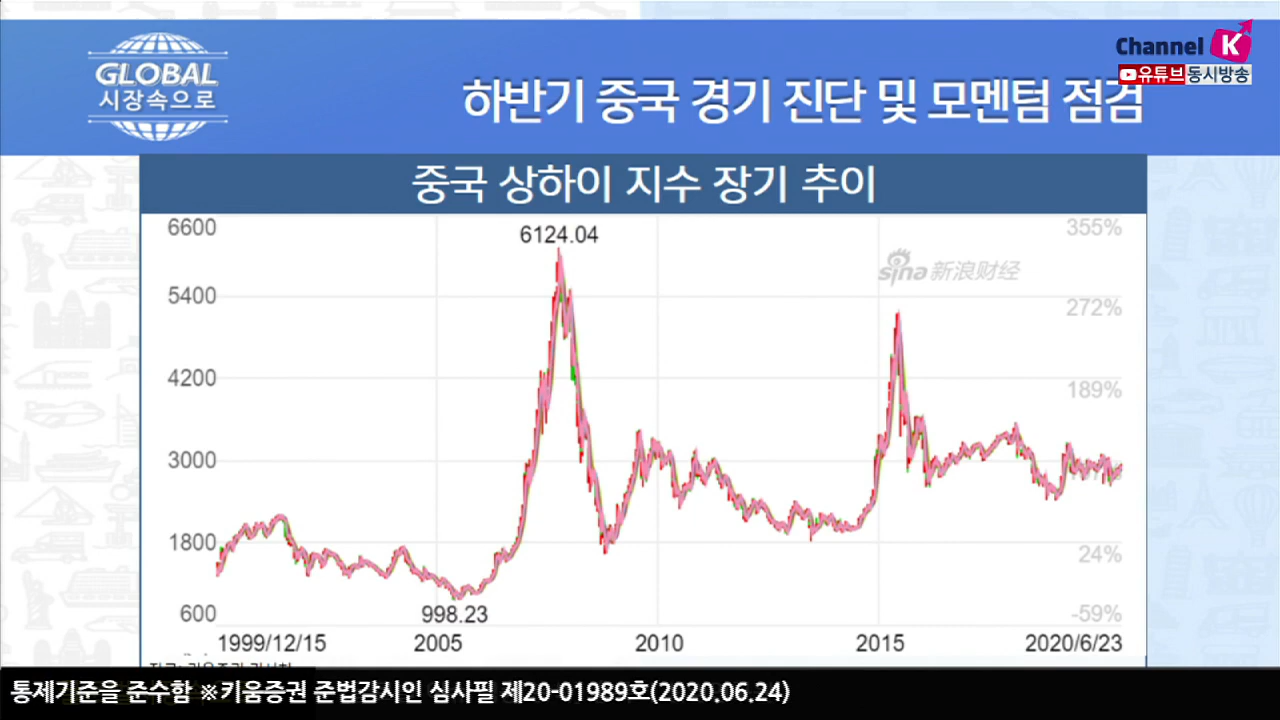 GLOBAL
시장속으로
Channel K
유튜브동시방송
하반기 중국 경기 진단 및 모멘텀 점검
중국 상하이 지수 장기 추이
6600
355%
6124.04
sina 新浪财经
5400
272%
4200
189%
3000
1800
24%
600
998.23
-59%
1999/12/15
2005
2010
2015
2020/6/23
통제기준을 준수함 ※키움증권 준법감시인 심사필 제20-01989호(2020.06.24)